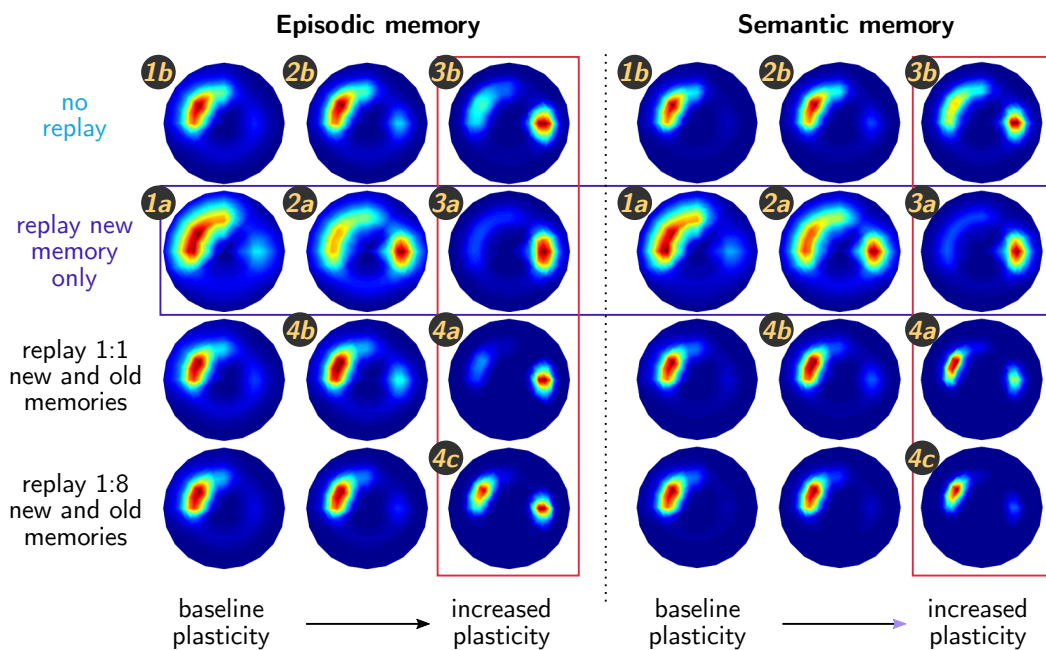 Episodic memory
Semantic memory
1b
2b
3b
1b
2b
3b
no
replay
1a
2a
3a
1a
2a
3a
replay new
memory
only
4b
4a
4b
4a
replay 1:1
new and old
memories
4c
4c
replay 1:8
new and old
memories
baseline
plasticity
increased
plasticity
baseline
plasticity
increased
plasticity